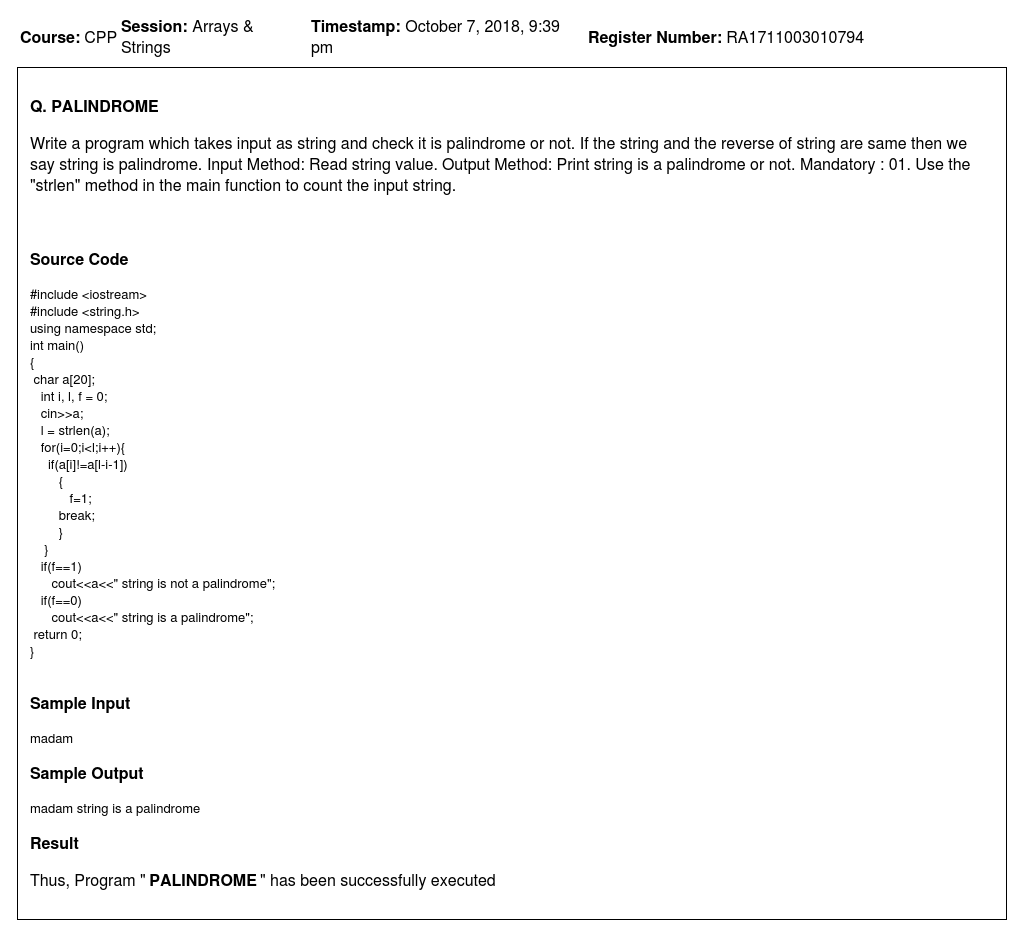 Course: CPP Session: Arrays & Strings Timestamp: October 7, 2018, 9:39 pm Register Number: RA1711003010794
Q. PALINDROME
Write a program which takes input as string and check it is palindrome or not. If the string and the reverse of string are same then we
say string is palindrome. Input Method: Read string value. Output Method: Print string is a palindrome or not. Mandatory : 01. Use the
"strlen" method in the main function to count the input string.
Source Code
#include <iostream>
#include <string.h>
using namespace std;
int main()
{
 char a[20];
   int i, l, f = 0;
   cin>>a;
   l = strlen(a);
   for(i=0;i<l;i++){
     if(a[i]!=a[l-i-1])
        {
           f=1;
        break;
        }
    }
   if(f==1)
      cout<<a<<" string is not a palindrome";
   if(f==0)
      cout<<a<<" string is a palindrome";
 return 0;
}
Sample Input
madam
Sample Output
madam string is a palindrome
Result
Thus, Program " PALINDROME " has been successfully executed